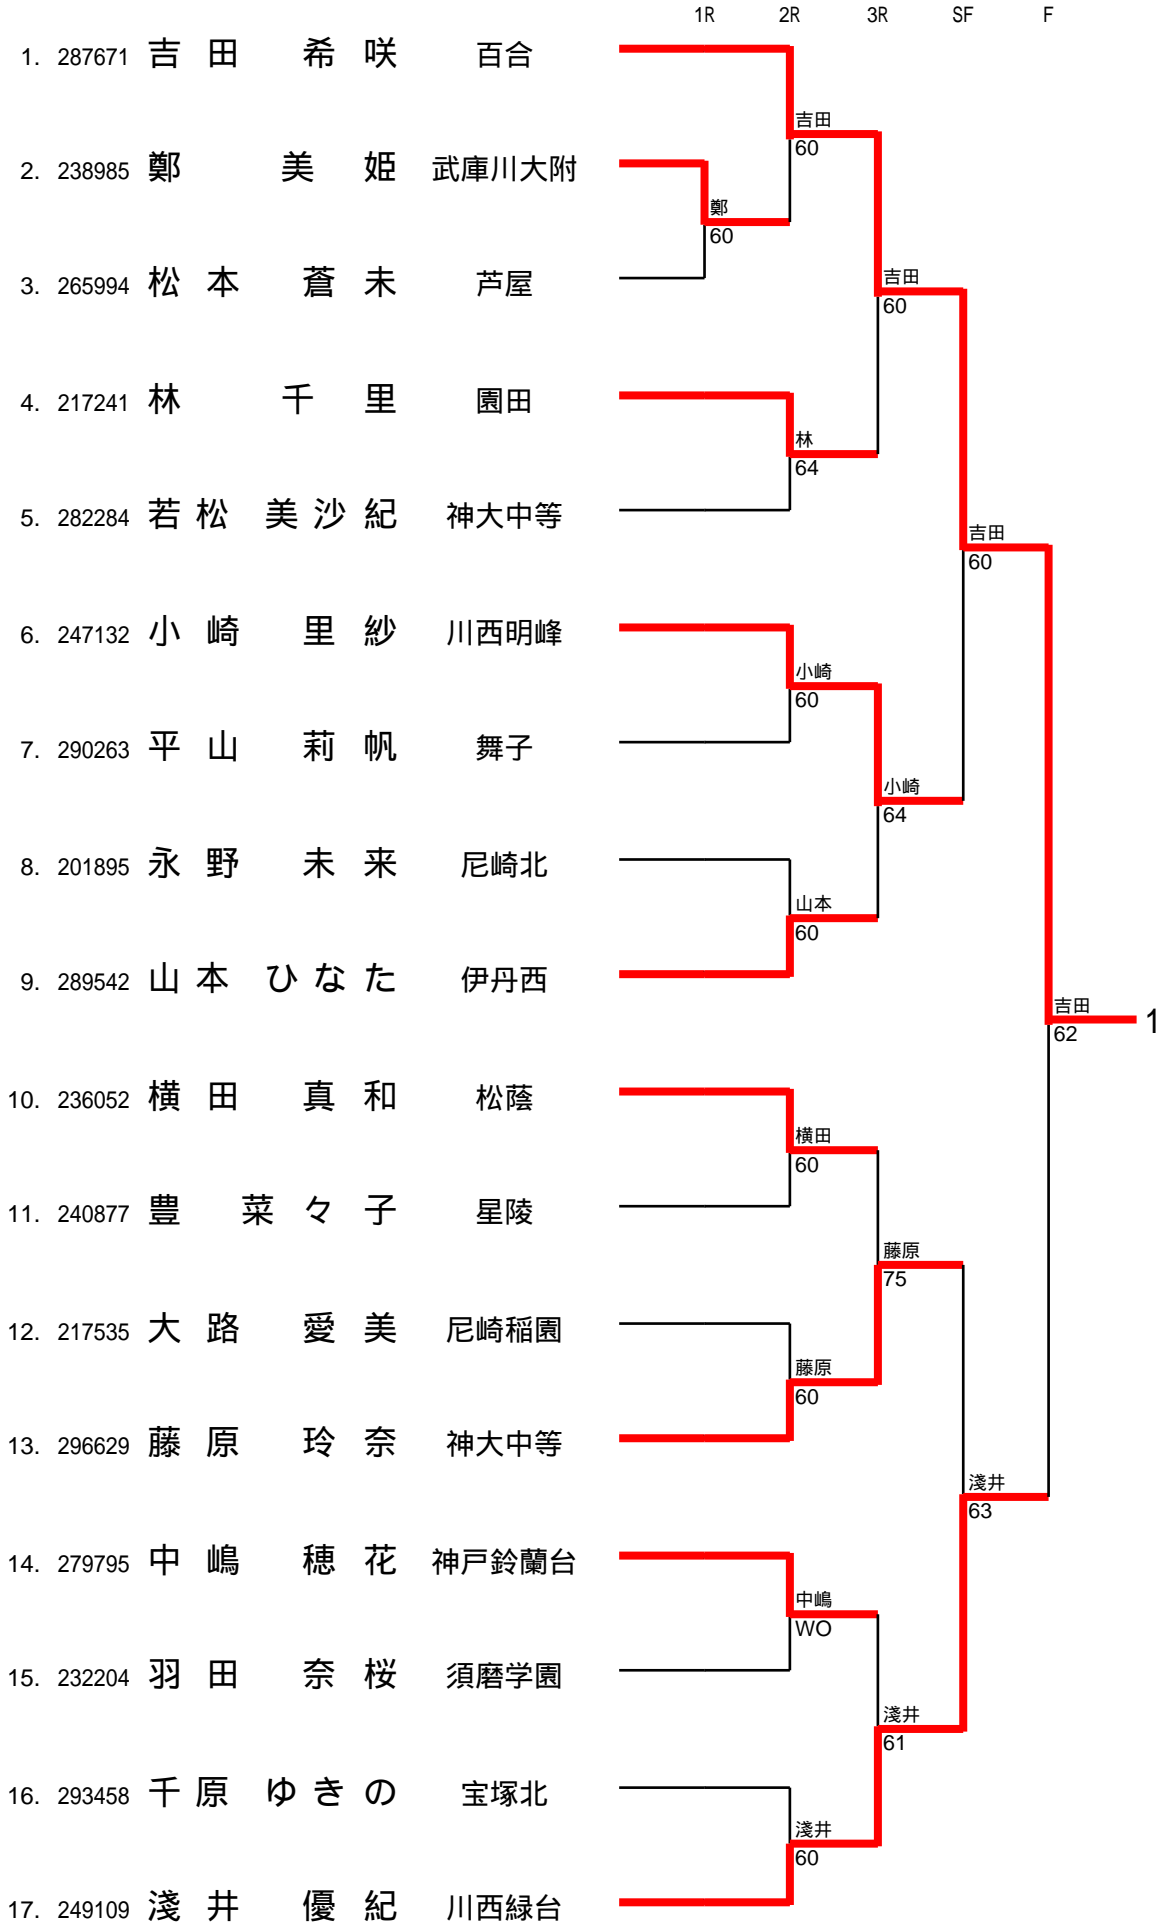 1R 2R 3R SF F
1. 287671 吉田 希咲 百合
吉田
60
2. 238985 鄭 美姫 武庫川大附
鄭
60
3. 265994 松本 蒼未 芦屋
吉田
60
4. 217241 林 千里 園田
林
64
5. 282284 若松 美沙紀 神大中等
吉田
60
6. 247132 小崎 里紗 川西明峰
小崎
60
7. 290263 平山 莉帆 舞子
小崎
64
8. 201895 永野 未来 尼崎北
山本
60
9. 289542 山本 ひなた 伊丹西
吉田
62
1
10. 236052 横田 真和 松蔭
横田
60
11. 240877 豊 菜々子 星陵
藤原
75
12. 217535 大路 愛美 尼崎稲園
藤原
60
13. 296629 藤原 玲奈 神大中等
淺井
63
14. 279795 中嶋 穂花 神戸鈴蘭台
中嶋
WO
15. 232204 羽田 奈桜 須磨学園
淺井
61
16. 293458 千原 ゆきの 宝塚北
淺井
60
17. 249109 淺井 優紀 川西緑台